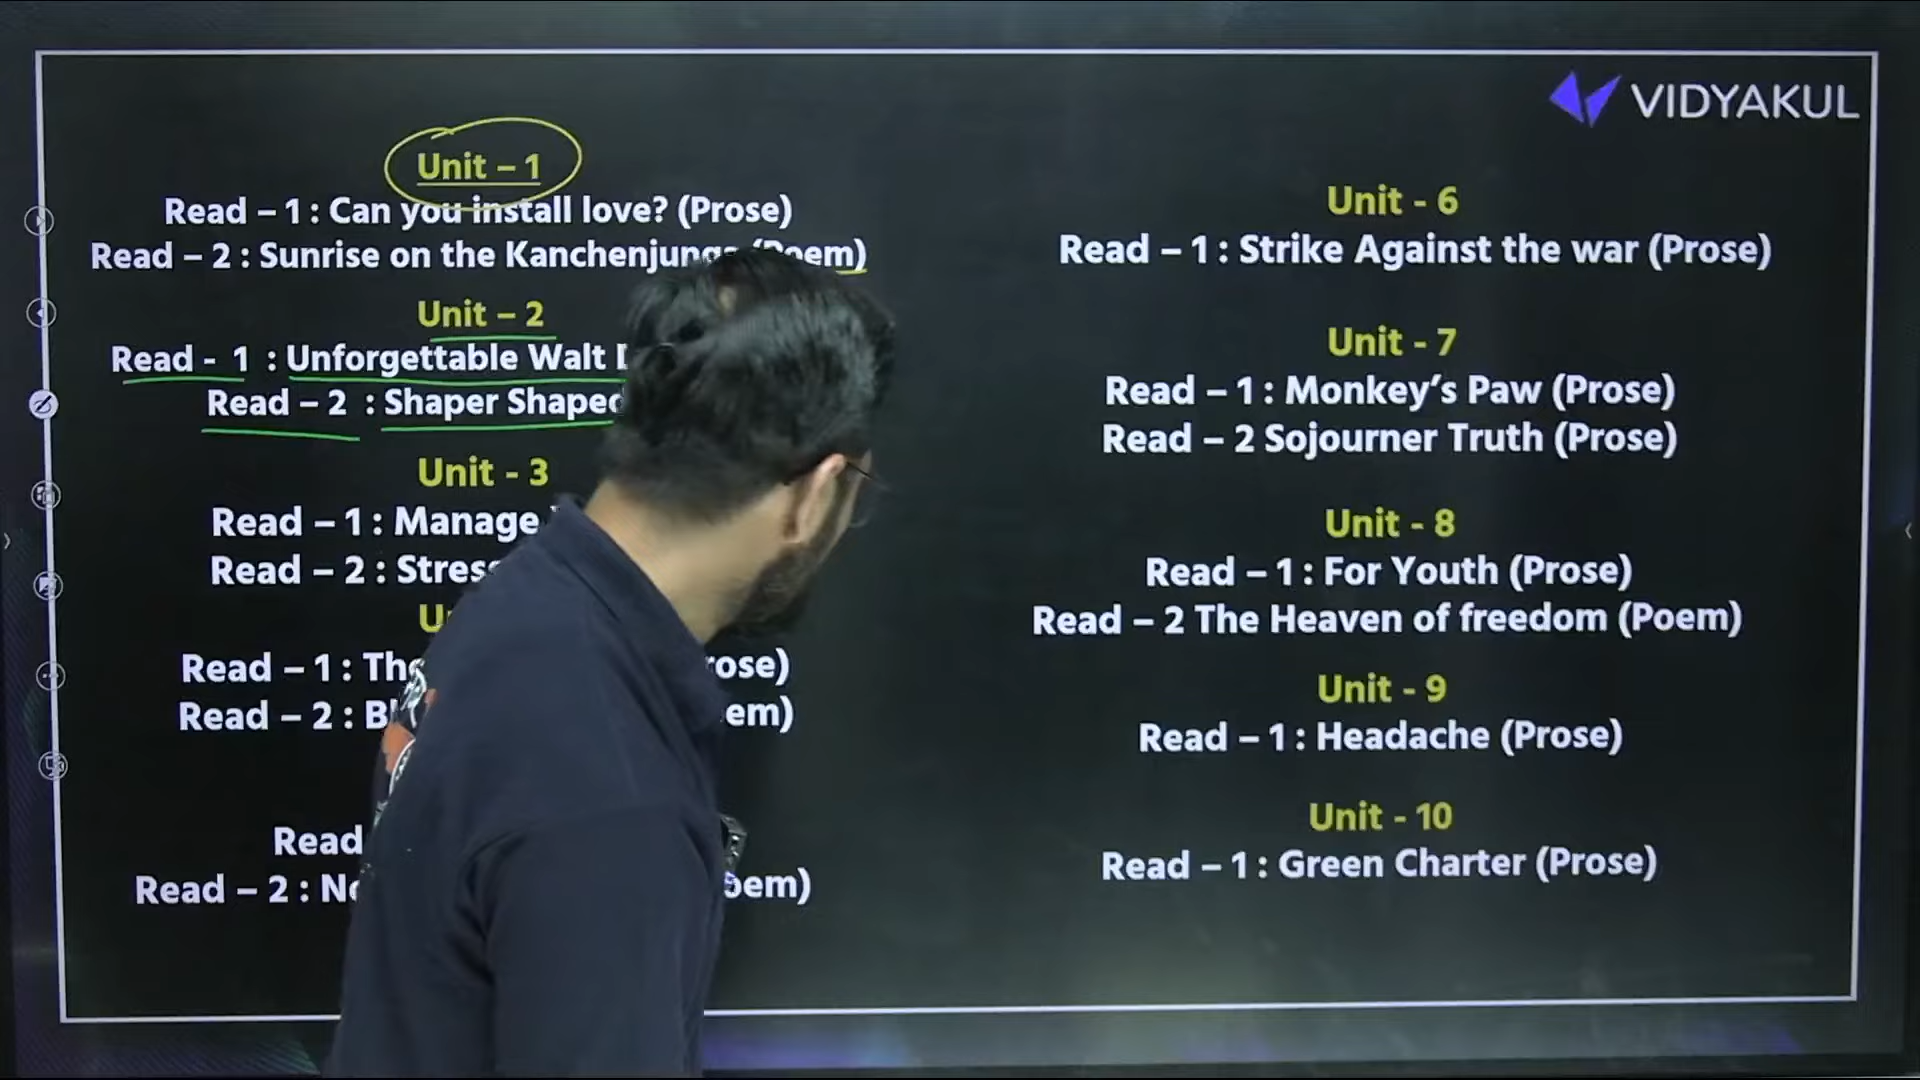 VIDYAKUL
Unit – 1
Read – 1 : Can you install love? (Prose)
Read – 2 : Sunrise on the Kanchenjunga (Poem)
Unit – 2
Read - 1 : Unforgettable Walt
Read – 2 : Shaper Shaped
Unit - 3
Read – 1 : Manage
Read – 2 : Stress
Read – 1 : The
Read – 2 :
Read
Read – 2 :
Unit - 6
Read – 1 : Strike Against the war (Prose)
Unit - 7
Read – 1 : Monkey’s Paw (Prose)
Read – 2 Sojourner Truth (Prose)
Unit - 8
Read – 1 : For Youth (Prose)
Read – 2 The Heaven of freedom (Poem)
Unit - 9
Read – 1 : Headache (Prose)
Unit - 10
Read – 1 : Green Charter (Prose)